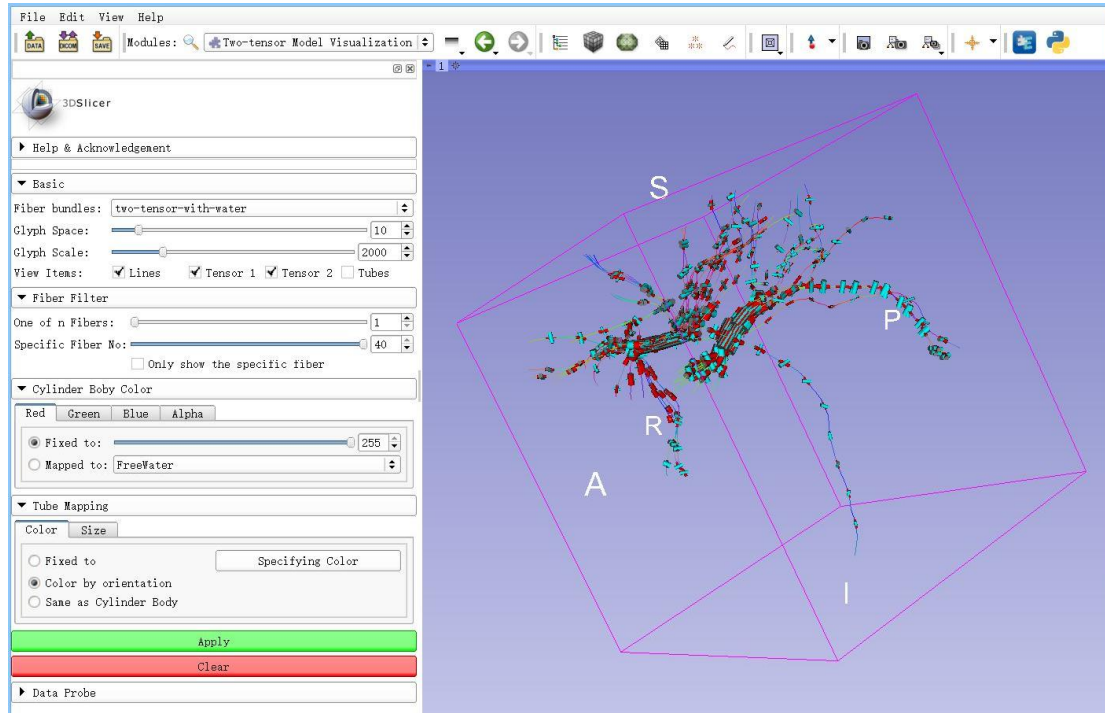 File Edit View Help
DATA DICOM SAVE Modules: Two-tensor Model Visualization
1
3DSlicer
Help & Acknowledgement
Basic
Fiber bundles: two-tensor-with-water
Glyph Space: 10
Glyph Scale: 2000
View Items: Lines Tensor 1 Tensor 2 Tubes
Fiber Filter
One of n Fibers: 1
Specific Fiber No: 40
Only show the specific fiber
Cylinder Boby Color
Red Green Blue Alpha
Fixed to: 255
Mapped to: FreeWater
Tube Mapping
Color Size
Fixed to Specifying Color
Color by orientation
Same as Cylinder Body
Apply
Clear
Data Probe
S
P
R
A
I